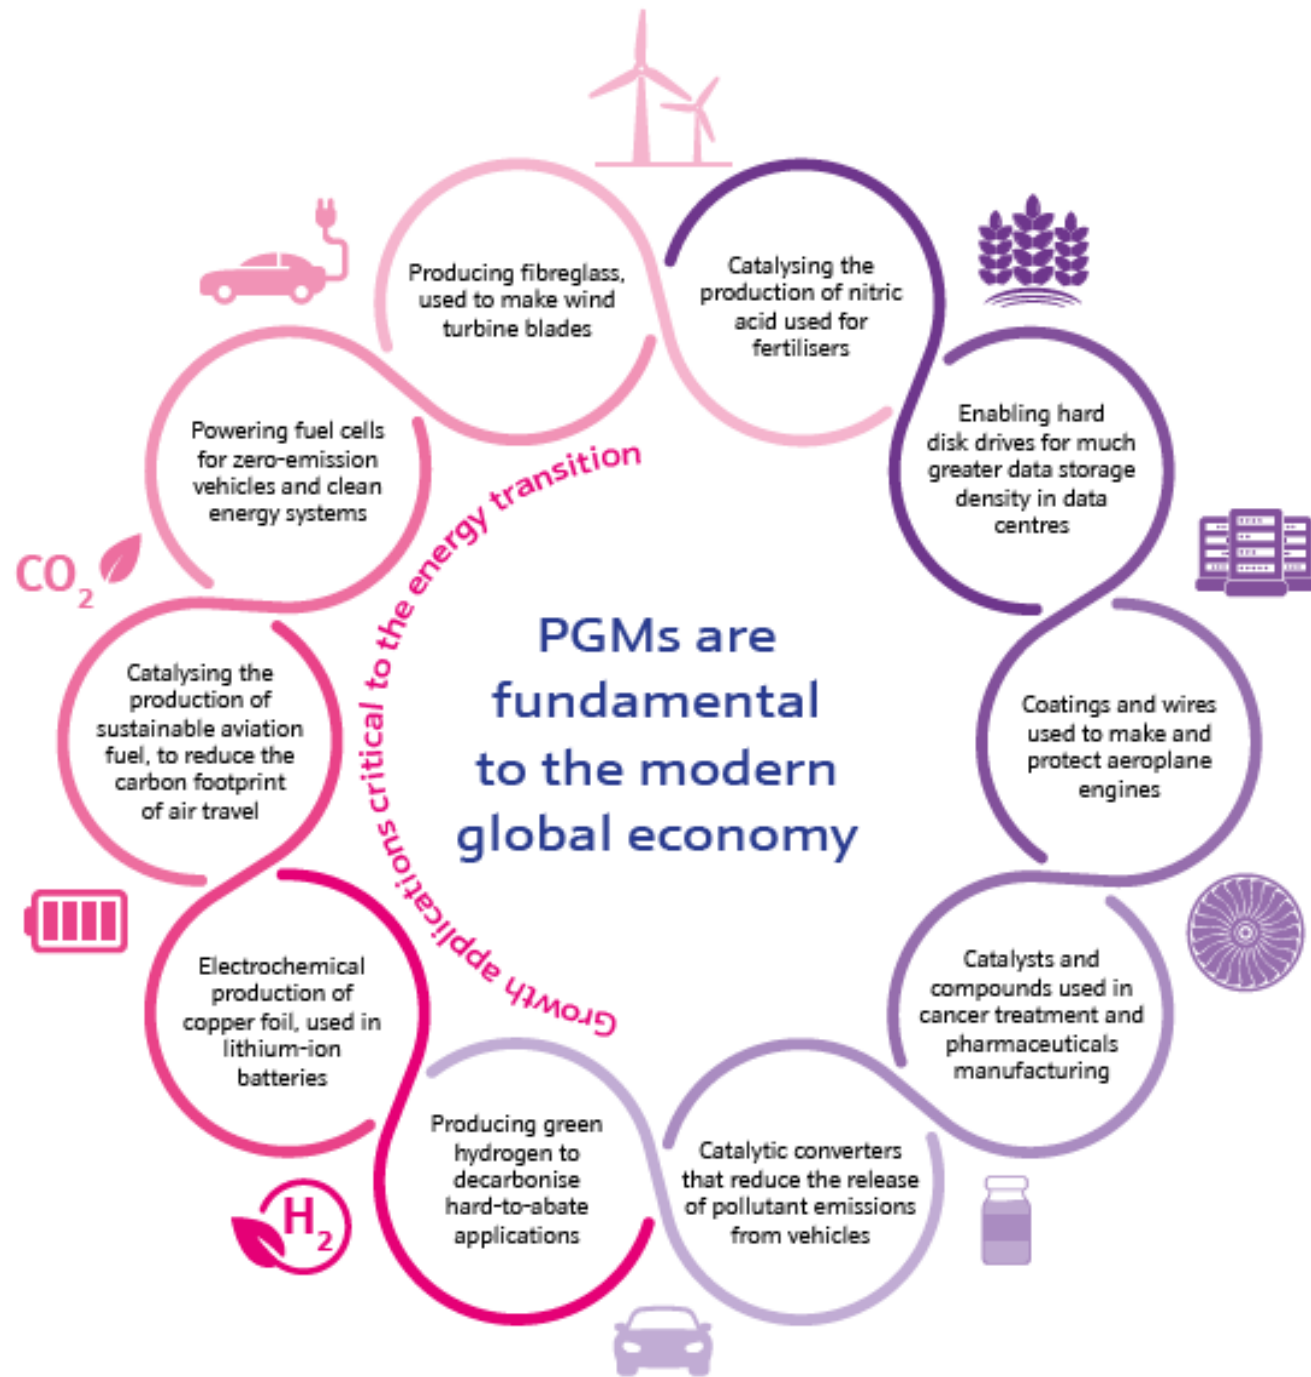 PGMs are
fundamental
to the modern
global economy
Growth applications critical to the energy transition
Producing fibreglass,
used to make wind
turbine blades
Catalysing the
production of nitric
acid used for
fertilisers
Enabling hard
disk drives for much
greater data storage
density in data
centres
Coatings and wires
used to make and
protect aeroplane
engines
Catalysts and
compounds used in
cancer treatment and
pharmaceuticals
manufacturing
Catalytic converters
that reduce the release
of pollutant emissions
from vehicles
Producing green
hydrogen to
decarbonise
hard-to-abate
applications
H2
Electrochemical
production of
copper foil, used in
lithium-ion
batteries
Catalysing the
production of
sustainable aviation
fuel, to reduce the
carbon footprint
of air travel
CO2
Powering fuel cells
for zero-emission
vehicles and clean
energy systems